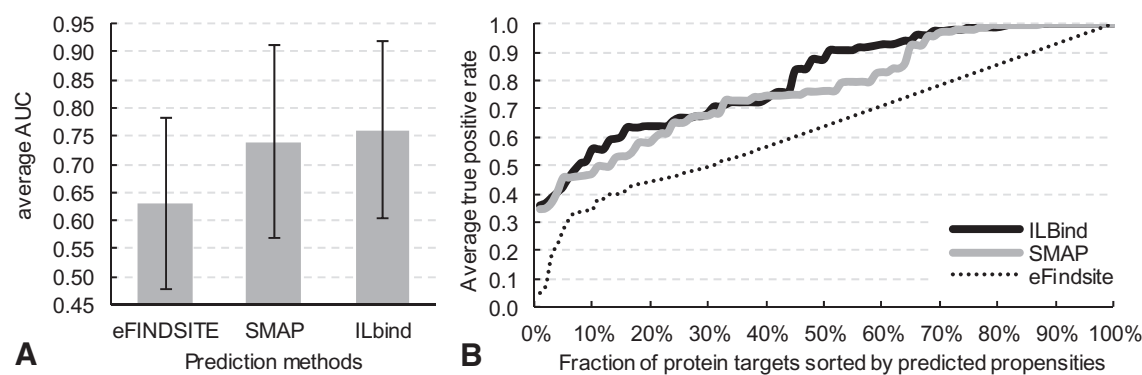 0.95
0.90
0.85
0.80
0.75
0.70
0.65
0.60
0.55
0.50
0.45
average AUC
eFINDSITE SMAP ILbind
Prediction methods
A
1.0
0.9
0.8
0.7
0.6
0.5
0.4
0.3
0.2
0.1
0.0
Average true positive rate
ILBind
SMAP
eFindsite
0% 10% 20% 30% 40% 50% 60% 70% 80% 90% 100%
Fraction of protein targets sorted by predicted propensities
B